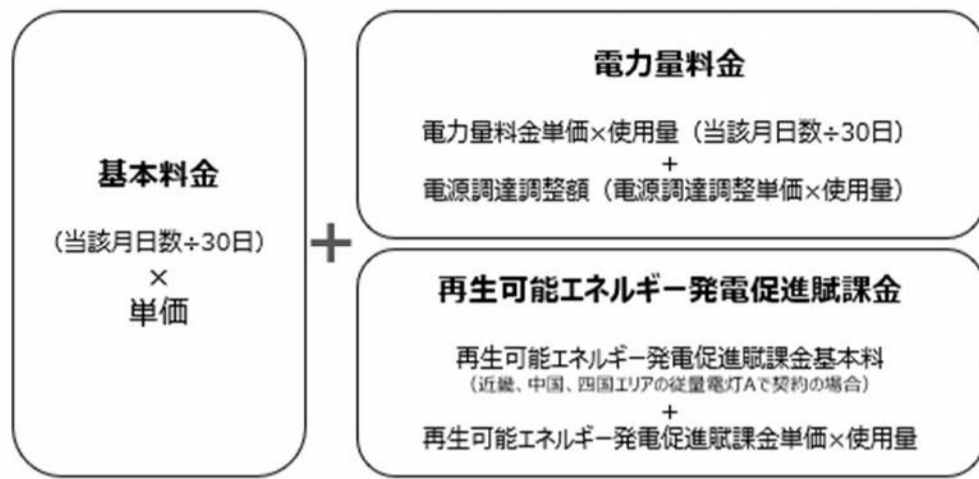 基本料金
（当該月日数÷30日）
×
単価
+
電力量料金
電力量料金単価×使用量（当該月日数÷30日）
+
電源調達調整額（電源調達調整単価×使用量）
再生可能エネルギー発電促進賦課金
再生可能エネルギー発電促進賦課金基本料
（近畿、中国、四国エリアの従量電灯Aで契約の場合）
+
再生可能エネルギー発電促進賦課金単価×使用量